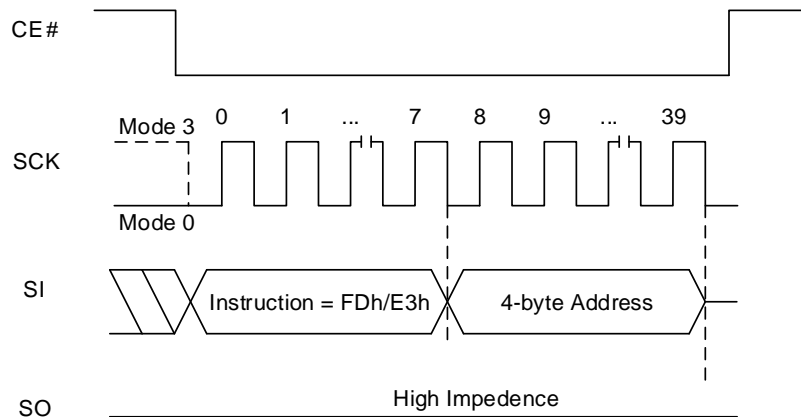 CE#
0 1 ... 7 8 9 ... 39
Mode 3
SCK
Mode 0
SI
Instruction = FDh/E3h
4-byte Address
High Impedence
SO